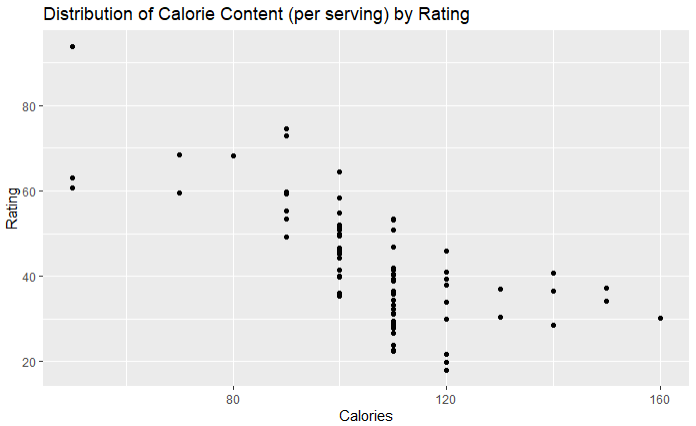 Distribution of Calorie Content (per serving) by Rating
Rating
80
60
40
20
80
120
160
Calories